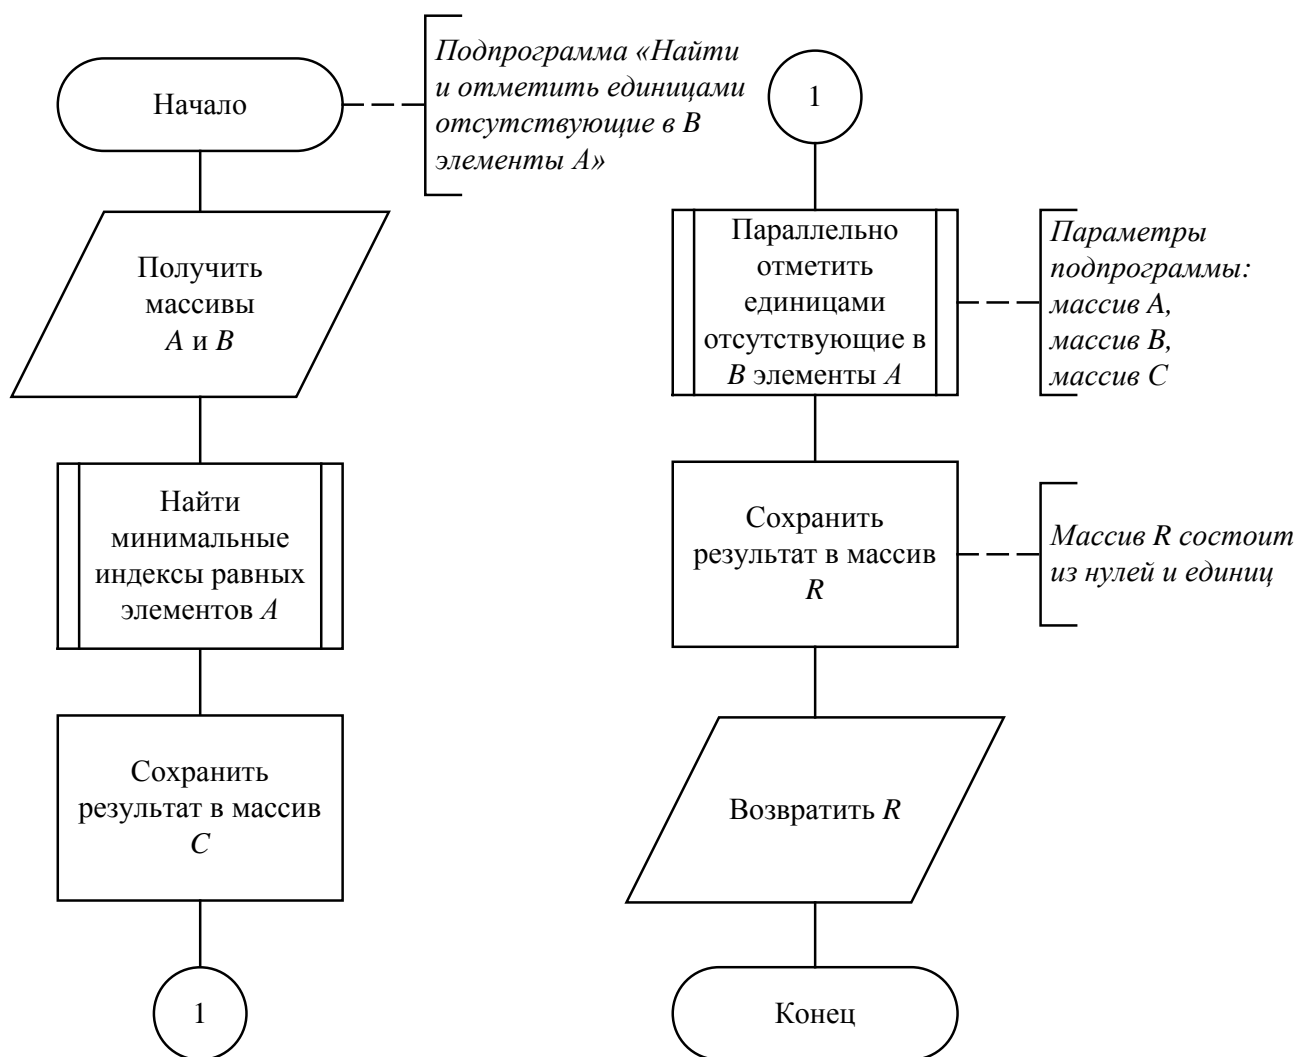 Начало
Подпрограмма «Найти
и отметить единицами
отсутствующие в B
элементы A»
Получить
массивы
A и B
Найти
минимальные
индексы равных
элементов A
Сохранить
результат в массив
C
1
1
Параллельно
отметить
единицами
отсутствующие в
B элементы A
Параметры
подпрограммы:
массив A,
массив B,
массив C
Сохранить
результат в массив
R
Массив R состоит
из нулей и единиц
Возвратить R
Конец